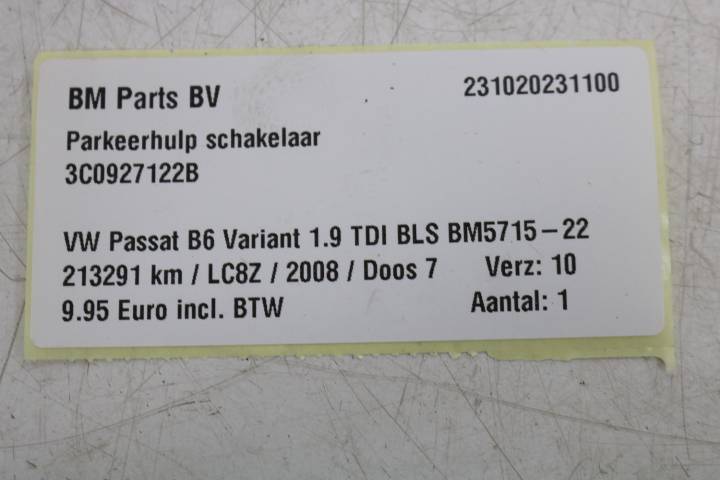 BM Parts BV 231020231100
Parkeerhulp schakelaar
3C0927122B
VW Passat B6 Variant 1.9 TDI BLS BM5715-22
213291 km / LC8Z / 2008 / Doos 7 Verz: 10
9.95 Euro incl. BTW Aantal: 1